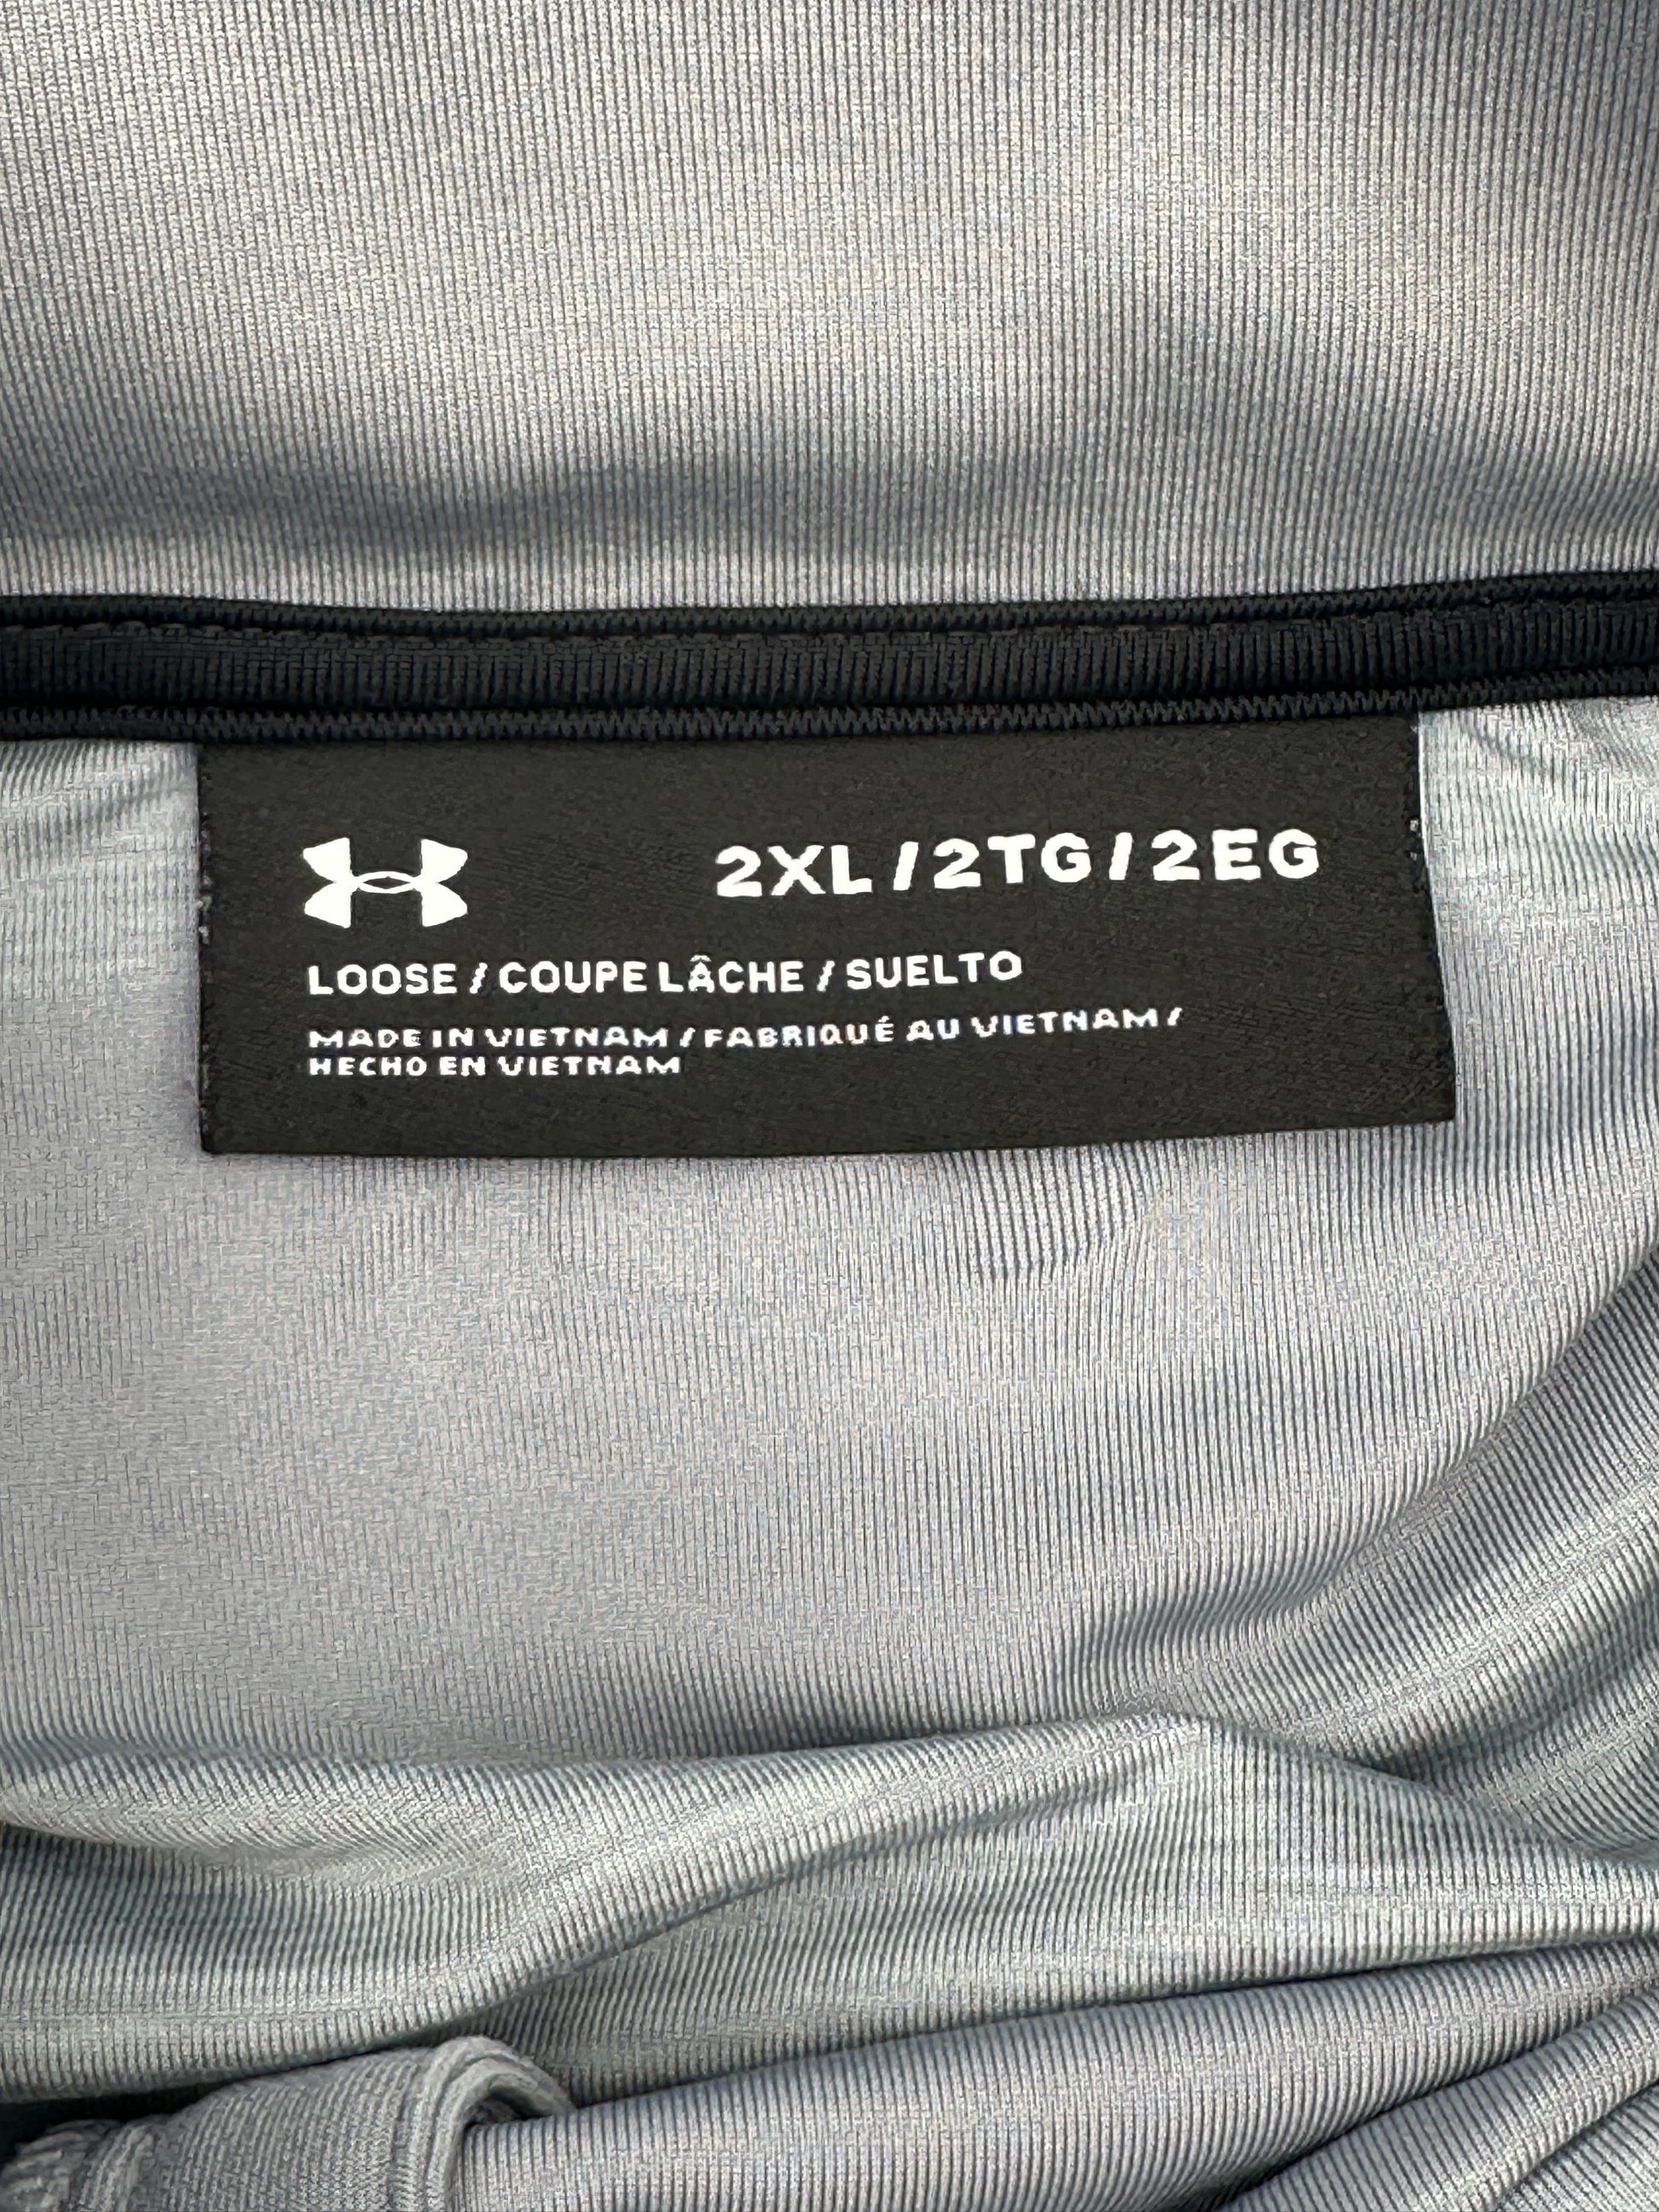 2XL / 2TG / 2EG
LOOSE / COUPE LÂCHE / SUELTO
MADE IN VIETNAM / FABRIQUÉ AU VIETNAM /
HECHO EN VIETNAM